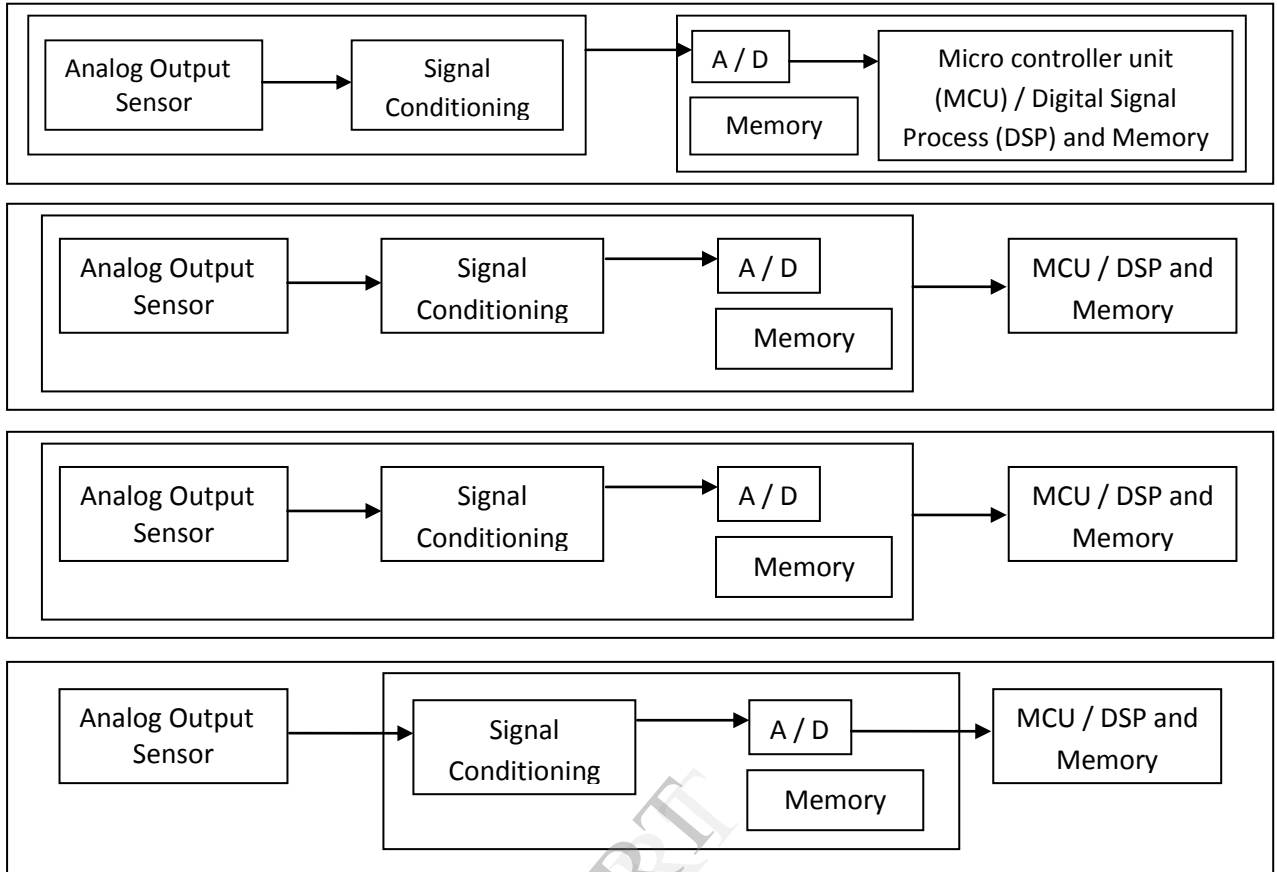 Analog Output
Sensor
Signal
Conditioning
A / D
Memory
Micro controller unit
(MCU) / Digital Signal
Process (DSP) and Memory
Analog Output
Sensor
Signal
Conditioning
A / D
Memory
MCU / DSP and
Memory
Analog Output
Sensor
Signal
Conditioning
A / D
Memory
MCU / DSP and
Memory
Analog Output
Sensor
Signal
Conditioning
A / D
Memory
MCU / DSP and
Memory